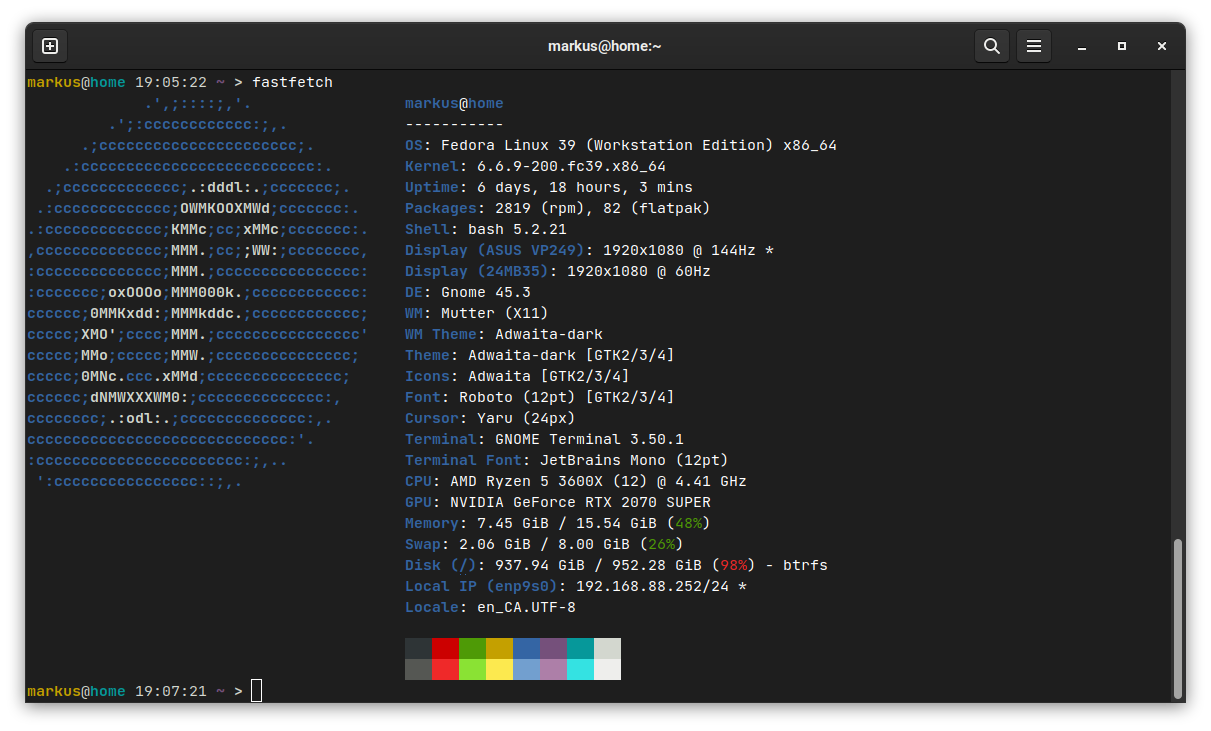 markus@home:~
markus@home 19:05:22 ~ > fastfetch
             .',;::::;,'.
         .';:cccccccccccc:;,.
      .;cccccccccccccccccccccc;.
    .:cccccccccccccccccccccccccc:.
  .;ccccccccccccc;.:dddl:.;ccccccc;.
 .:ccccccccccccc;OWMKOOXMWd;ccccccc:.
.:ccccccccccccc;KMMc;cc;xMMc;ccccccc:.
,cccccccccccccc;MMM.;cc;;WW:;cccccccc,
:cccccccccccccc;MMM.;cccccccccccccccc:
:ccccccc;oxOOOo;MMM000k.;cccccccccccc:
cccccc;0MMKxdd:;MMMkddc.;cccccccccccc;
ccccc;XMO';cccc;MMM.;cccccccccccccccc'
ccccc;MMo;ccccc;MMW.;ccccccccccccccc;
ccccc;0MNc.ccc.xMMd;ccccccccccccccc;
cccccc;dNMWXXXWM0:;cccccccccccccc:,
cccccccc;.:odl:.;cccccccccccccc:,.
ccccccccccccccccccccccccccccc:'.
:ccccccccccccccccccccccc:;,..
 ':cccccccccccccccc::;,.
markus@home
-----------
OS: Fedora Linux 39 (Workstation Edition) x86_64
Kernel: 6.6.9-200.fc39.x86_64
Uptime: 6 days, 18 hours, 3 mins
Packages: 2819 (rpm), 82 (flatpak)
Shell: bash 5.2.21
Display (ASUS VP249): 1920x1080 @ 144Hz *
Display (24MB35): 1920x1080 @ 60Hz
DE: Gnome 45.3
WM: Mutter (X11)
WM Theme: Adwaita-dark
Theme: Adwaita-dark [GTK2/3/4]
Icons: Adwaita [GTK2/3/4]
Font: Roboto (12pt) [GTK2/3/4]
Cursor: Yaru (24px)
Terminal: GNOME Terminal 3.50.1
Terminal Font: JetBrains Mono (12pt)
CPU: AMD Ryzen 5 3600X (12) @ 4.41 GHz
GPU: NVIDIA GeForce RTX 2070 SUPER
Memory: 7.45 GiB / 15.54 GiB (48%)
Swap: 2.06 GiB / 8.00 GiB (26%)
Disk (/): 937.94 GiB / 952.28 GiB (98%) - btrfs
Local IP (enp9s0): 192.168.88.252/24 *
Locale: en_CA.UTF-8
markus@home 19:07:21 ~ >